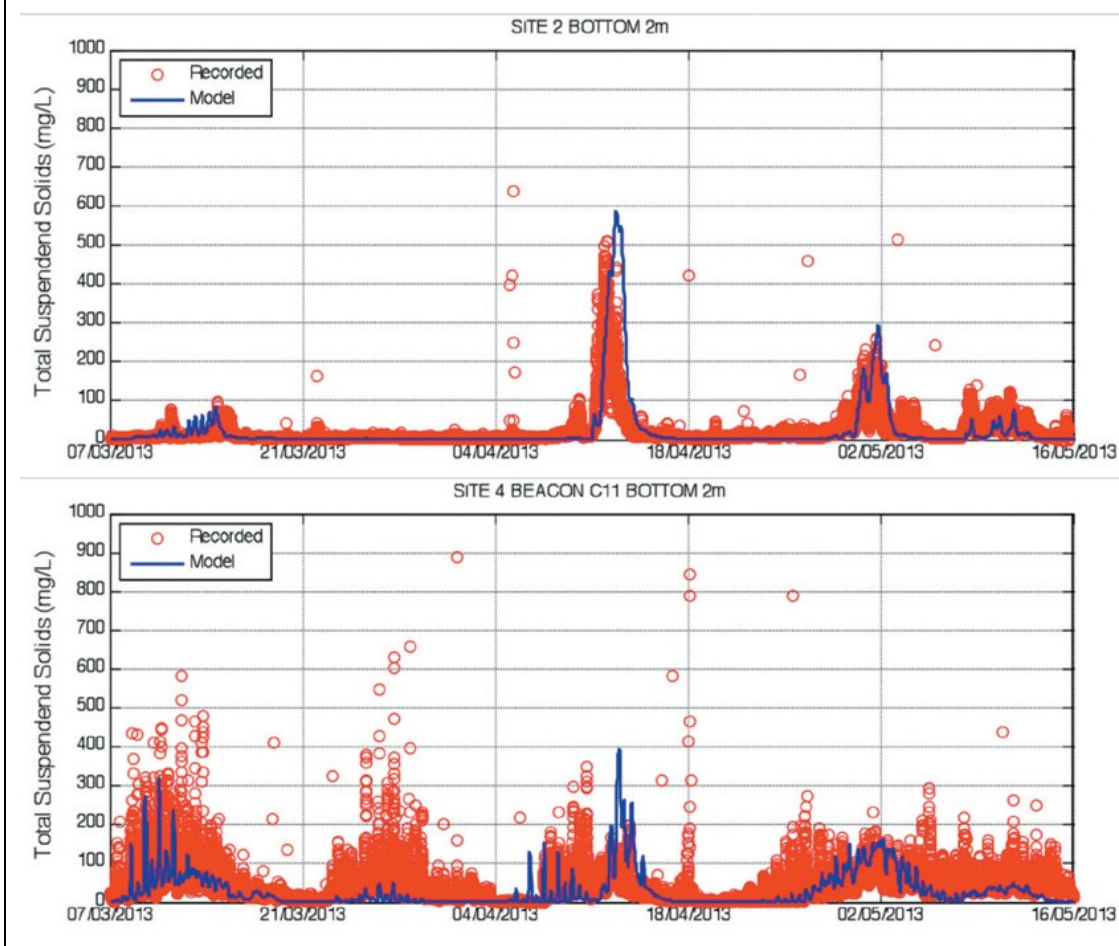 SITE 2 BOTTOM 2m
1000
900
800
700
600
500
400
300
200
100
0
Total Suspendend Solids (mg/L)
Recorded
Model
07/03/2013 21/03/2013 04/04/2013 18/04/2013 02/05/2013 16/05/2013
SITE 4 BEACON C11 BOTTOM 2m
1000
900
800
700
600
500
400
300
200
100
0
Total Suspendend Solids (mg/L)
Recorded
Model
07/03/2013 21/03/2013 04/04/2013 18/04/2013 02/05/2013 16/05/2013